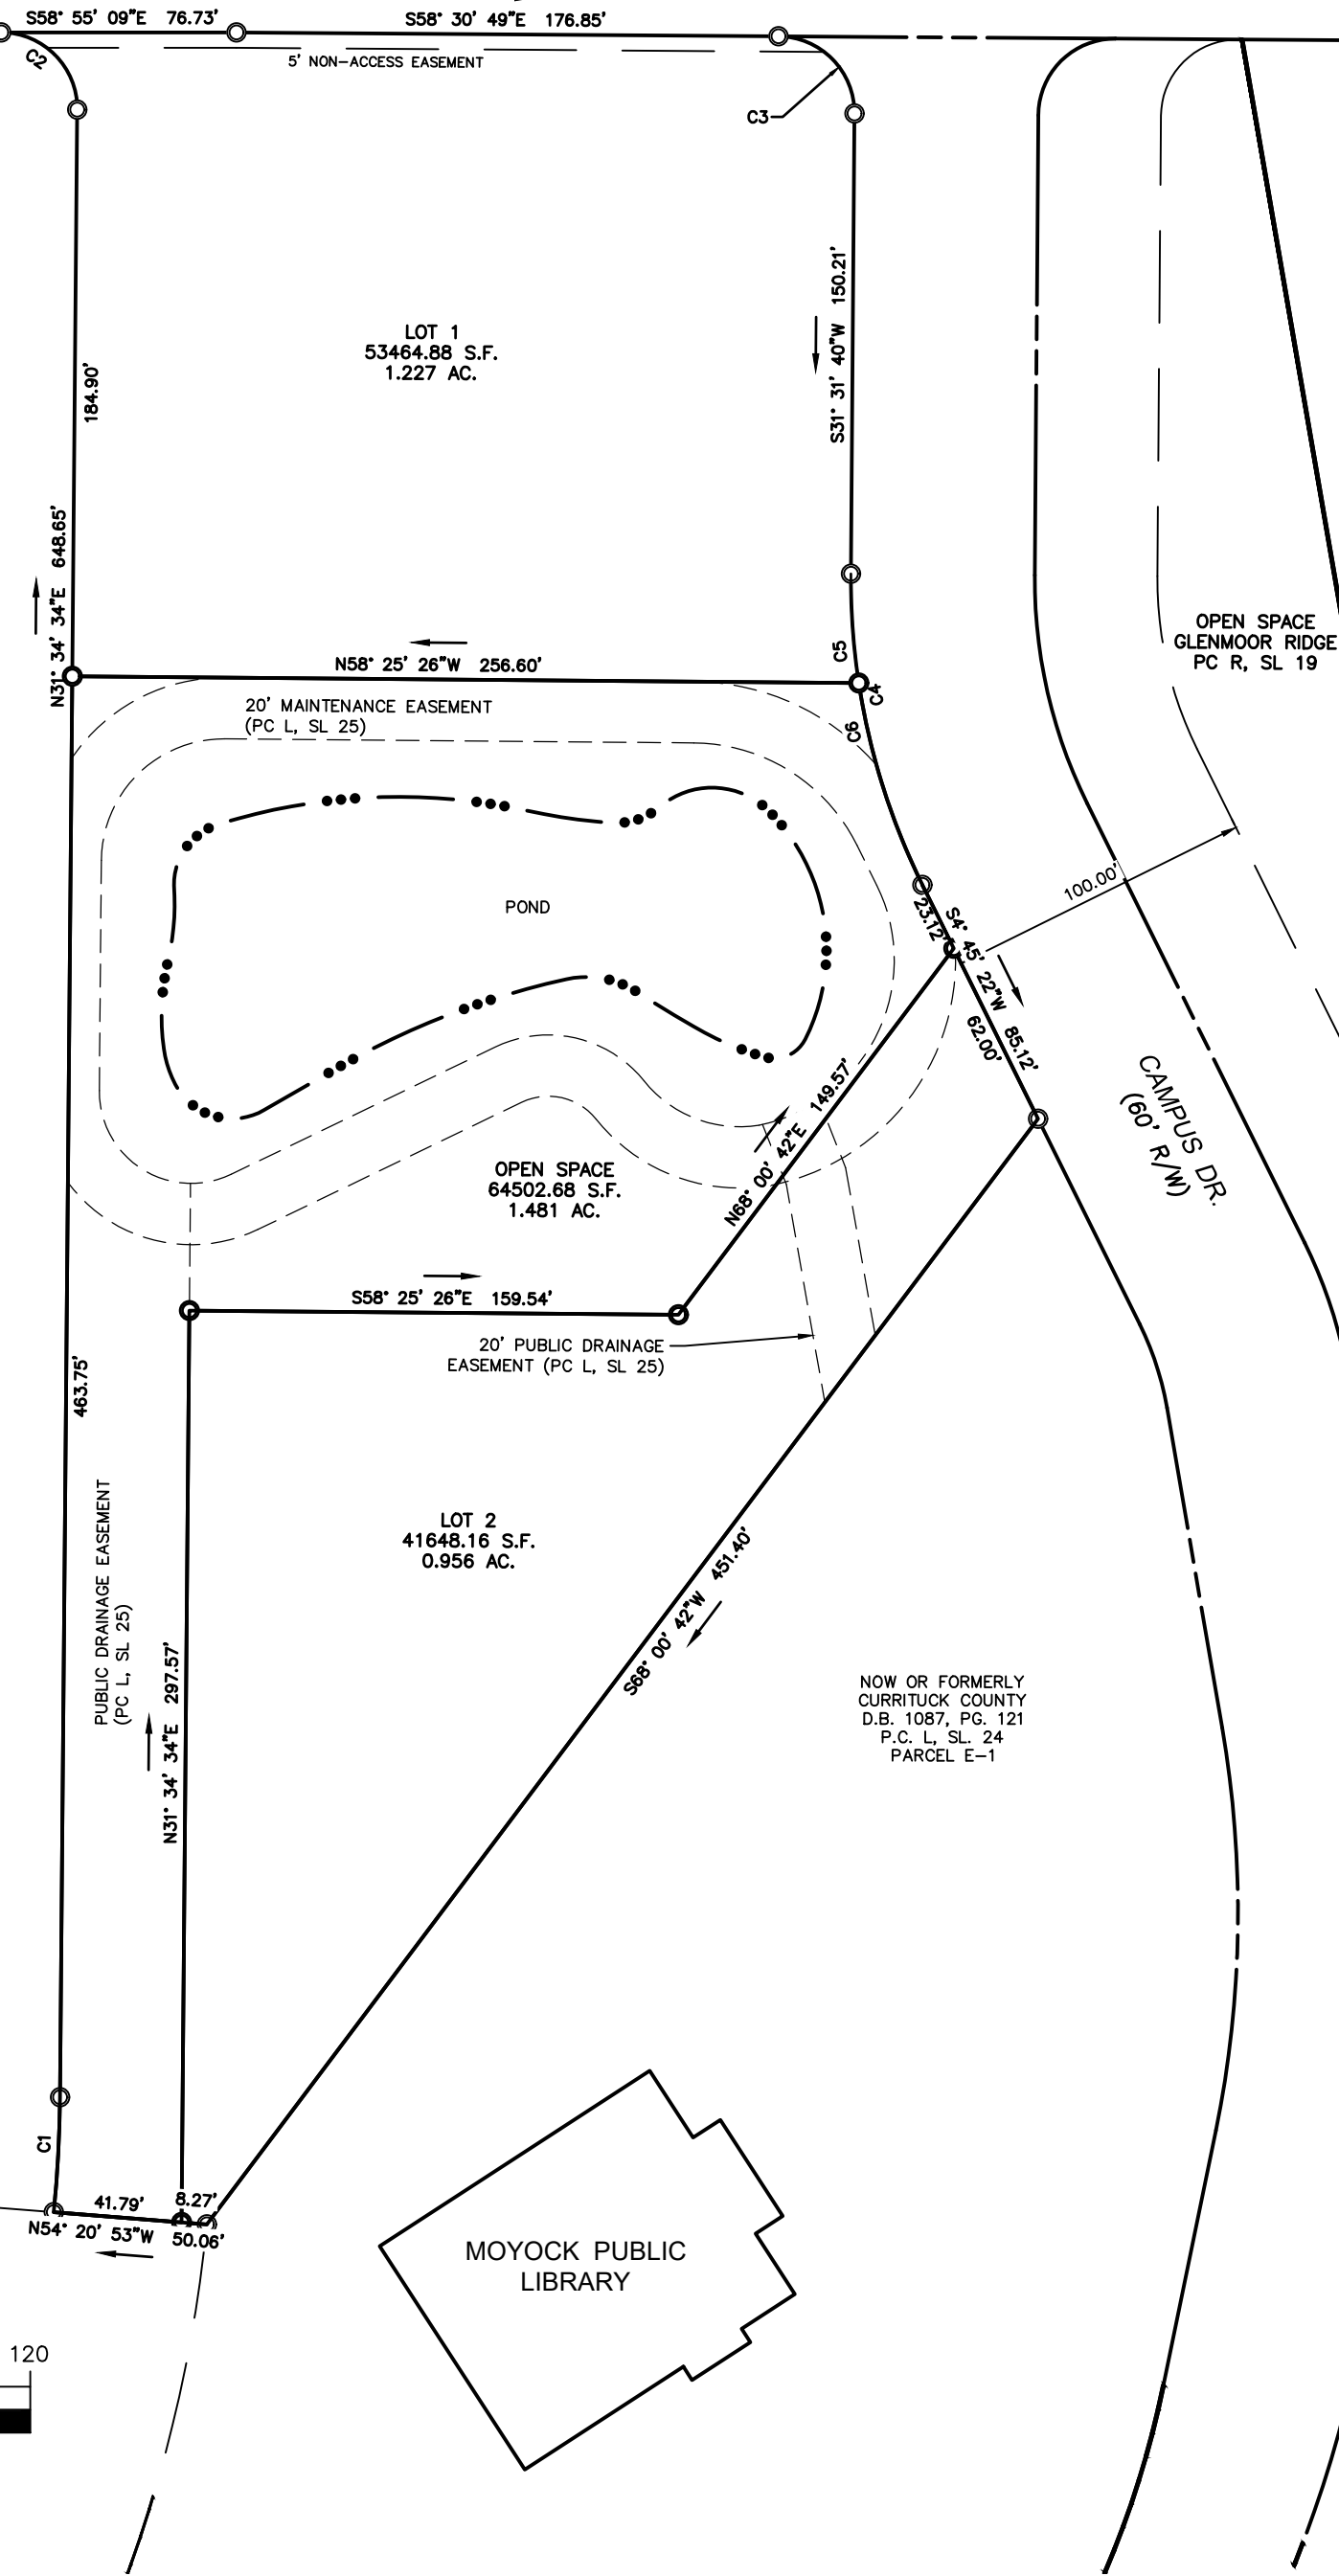 S58° 55' 09"E 76.73'
S58° 30' 49"E 176.85'
5' NON-ACCESS EASEMENT
C2
C3
LOT 1
53464.88 S.F.
1.227 AC.
184.90'
S31° 31' 40"W 150.21'
N31° 34' 34"E 648.65'
OPEN SPACE
GLENMOOR RIDGE
PC R, SL 19
C5
N58° 25' 26"W 256.60'
C4
20' MAINTENANCE EASEMENT
(PC L, SL 25)
C6
100.00'
POND
23.12'
S4° 45' 22"W 85.12'
62.00'
N68° 00' 42"E 149.57'
CAMPUS DR.
(60' R/W)
OPEN SPACE
64502.68 S.F.
1.481 AC.
S58° 25' 26"E 159.54'
20' PUBLIC DRAINAGE
EASEMENT (PC L, SL 25)
463.75'
PUBLIC DRAINAGE EASEMENT
(PC L, SL 25)
LOT 2
41648.16 S.F.
0.956 AC.
S68° 00' 42"W 451.40'
N31° 34' 34"E 297.57'
NOW OR FORMERLY
CURRITUCK COUNTY
D.B. 1087, PG. 121
P.C. L, SL. 24
PARCEL E-1
C1
41.79'
8.27'
N54° 20' 53"W 50.06'
MOYOCK PUBLIC
LIBRARY
120